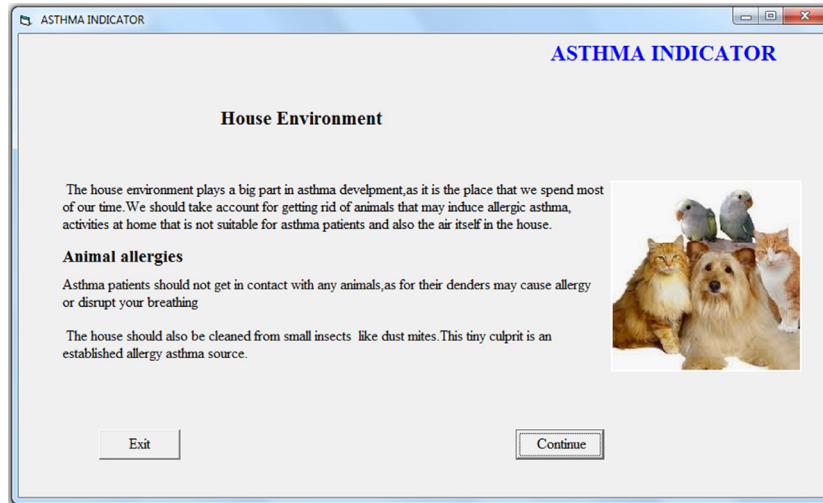 ASTHMA INDICATOR
ASTHMA INDICATOR
House Environment
The house environment plays a big part in asthma develpment,as it is the place that we spend most
of our time.We should take account for getting rid of animals that may induce allergic asthma,
activities at home that is not suitable for asthma patients and also the air itself in the house.
Animal allergies
Asthma patients should not get in contact with any animals,as for their denders may cause allergy
or disrupt your breathing
The house should also be cleaned from small insects like dust mites.This tiny culprit is an
established allergy asthma source.
Exit
Continue